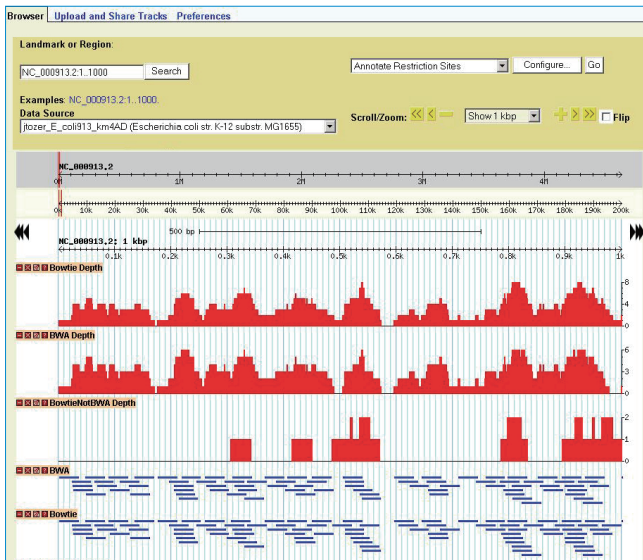 Browser Upload and Share Tracks Preferences
Landmark or Region:
NC_000913.2:1..1000 Search
Annotate Restriction Sites Configure... Go
Examples: NC_000913.2:1..1000.
Data Source
jtozer_E_coli913_km4AD (Escherichia coli str. K-12 substr. MG1655)
Scroll/Zoom: Show 1 kbp Flip
NC_000913.2
0M 1M 2M 3M 4M
0k 10k 20k 30k 40k 50k 60k 70k 80k 90k 100k 110k 120k 130k 140k 150k 160k 170k 180k 190k 200k
500 bp
NC_000913.2: 1 kbp
0.1k 0.2k 0.3k 0.4k 0.5k 0.6k 0.7k 0.8k 0.9k 1k
Bowtie Depth
8
4
0
BWA Depth
6
3
0
BowtieNotBWA Depth
2
1
0
BWA
Bowtie